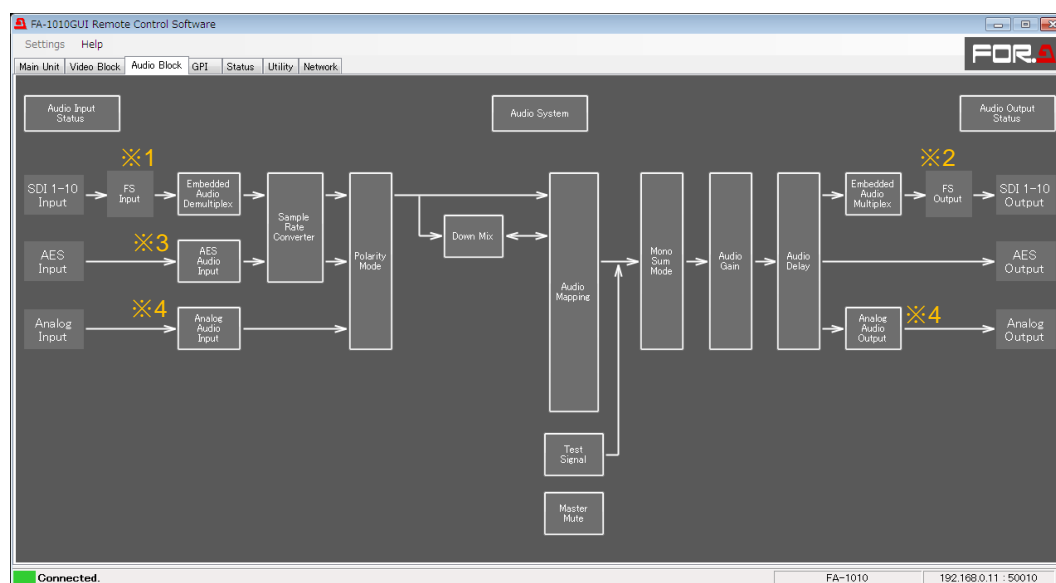 FA-1010GUI Remote Control Software
Settings Help
FOR.A
Main Unit Video Block Audio Block GPI Status Utility Network
Audio Input
Status
Audio System
Audio Output
Status
※1
※2
SDI 1-10
Input
FS
Input
Embedded
Audio
Demultiplex
Sample
Rate
Converter
Polarity
Mode
Down Mix
Audio
Mapping
Mono
Sum
Mode
Audio
Gain
Audio
Delay
Embedded
Audio
Multiplex
FS
Output
SDI 1-10
Output
AES
Input
※3
AES
Audio
Input
AES
Output
Analog
Input
※4
Analog
Audio
Input
Analog
Audio
Output
※4
Analog
Output
Test
Signal
Master
Mute
Connected.
FA-1010
192.168.0.11 : 50010